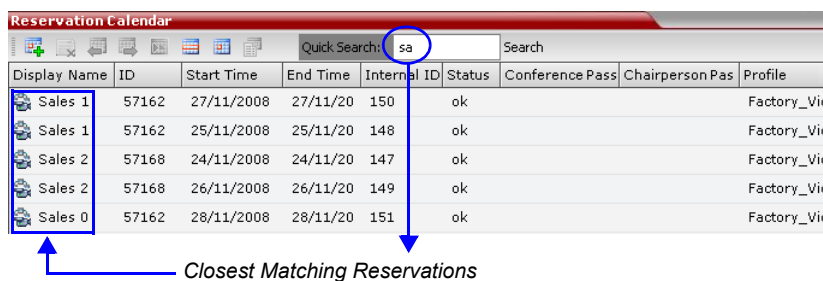 Reservation Calendar
Quick Search: sa Search
Display Name ID Start Time End Time Internal ID Status Conference Pass Chairperson Pas Profile
Sales 1 57162 27/11/2008 27/11/20 150 ok Factory_Vi
Sales 1 57162 25/11/2008 25/11/20 148 ok Factory_Vi
Sales 2 57168 24/11/2008 24/11/20 147 ok Factory_Vi
Sales 2 57168 26/11/2008 26/11/20 149 ok Factory_Vi
Sales 0 57162 28/11/2008 28/11/20 151 ok Factory_Vi
Closest Matching Reservations